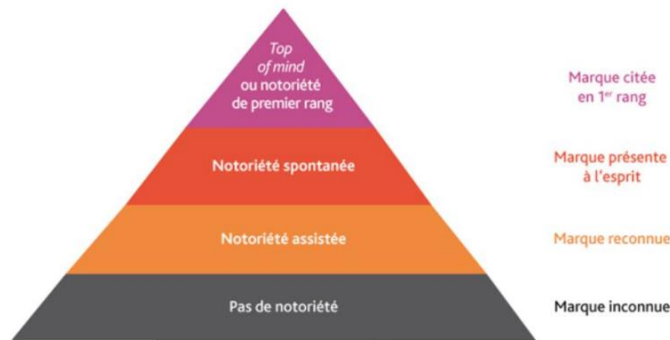 Top
of mind
ou notoriété
de premier rang
Marque citée
en 1er rang
Notoriété spontanée
Marque présente
à l'esprit
Notoriété assistée
Marque reconnue
Pas de notoriété
Marque inconnue